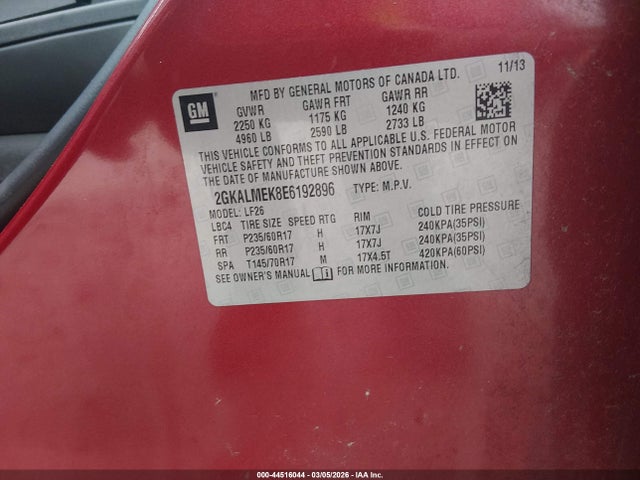 GM
MFD BY GENERAL MOTORS OF CANADA LTD. 11/13
GVWR GAWR FRT GAWR RR
2250 KG 1175 KG 1240 KG
4960 LB 2590 LB 2733 LB
THIS VEHICLE CONFORMS TO ALL APPLICABLE U.S. FEDERAL MOTOR
VEHICLE SAFETY AND THEFT PREVENTION STANDARDS IN EFFECT ON
THE DATE OF MANUFACTURE SHOWN ABOVE.
2GKALMEK8E6192896 TYPE: M.P.V.
MODEL: LF26
LBC4 TIRE SIZE SPEED RTG RIM COLD TIRE PRESSURE
FRT P235/60R17 H 17X7J 240KPA(35PSI)
RR P235/60R17 H 17X7J 240KPA(35PSI)
SPA T145/70R17 M 17X4.5T 420KPA(60PSI)
SEE OWNER'S MANUAL FOR MORE INFORMATION.
000-44516044 | 03/05/2026 | IAA Inc.